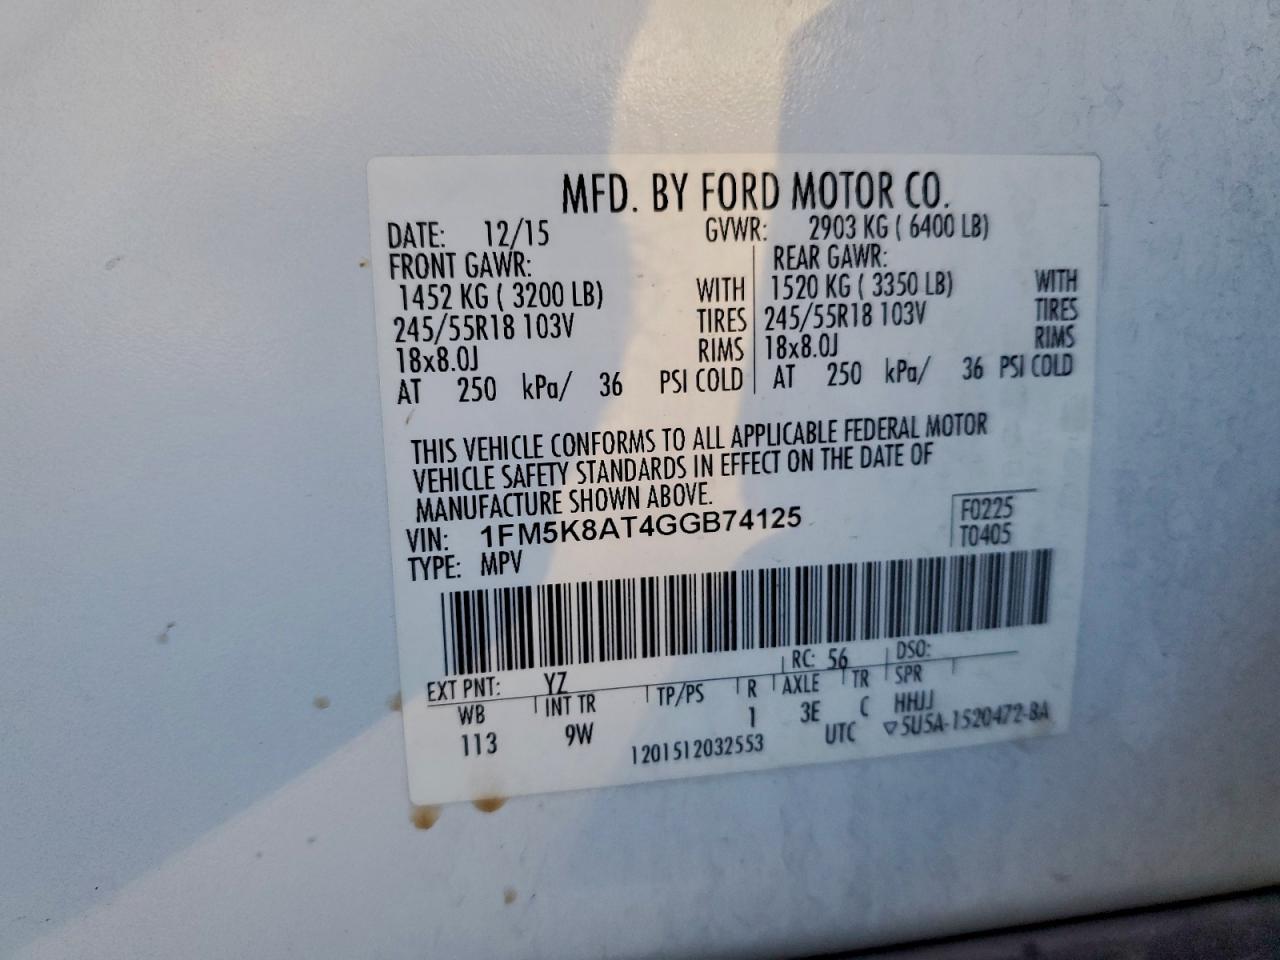 MFD. BY FORD MOTOR CO.
DATE: 12/15 GVWR: 2903 KG ( 6400 LB)
FRONT GAWR: REAR GAWR:
1452 KG ( 3200 LB) WITH 1520 KG ( 3350 LB) WITH
245/55R18 103V TIRES 245/55R18 103V TIRES
18x8.0J RIMS 18x8.0J RIMS
AT 250 kPa/ 36 PSI COLD AT 250 kPa/ 36 PSI COLD
THIS VEHICLE CONFORMS TO ALL APPLICABLE FEDERAL MOTOR
VEHICLE SAFETY STANDARDS IN EFFECT ON THE DATE OF
MANUFACTURE SHOWN ABOVE.
VIN: 1FM5K8AT4GGB74125 F0225
TYPE: MPV T0405
EXT PNT: YZ RC: 56 DSO:
WB INT TR TP/PS R AXLE TR SPR
113 9W 1 3E C HHJJ
1201512032553 UTC ▽5U5A-1520472-BA